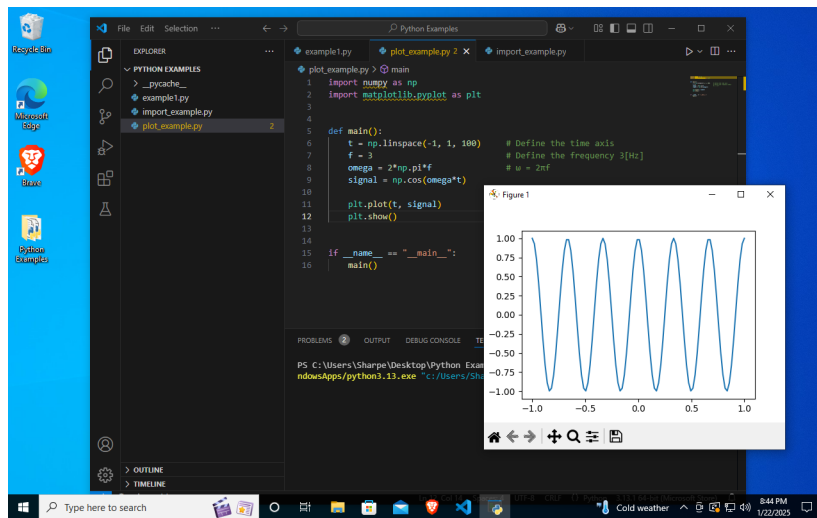 Recycle Bin
Microsoft
Edge
Brave
Python
Examples
File Edit Selection ··· Python Examples
EXPLORER ···
PYTHON EXAMPLES
__pycache__
example1.py
import_example.py
plot_example.py 2
OUTLINE
TIMELINE
example1.py plot_example.py 2 import_example.py
plot_example.py > main
1 import numpy as np
2 import matplotlib.pyplot as plt
3
4
5 def main():
6 t = np.linspace(-1, 1, 100) # Define the time axis
7 f = 3 # Define the frequency 3[Hz]
8 omega = 2*np.pi*f # ω = 2πf
9 signal = np.cos(omega*t)
10
11 plt.plot(t, signal)
12 plt.show()
13
14
15 if __name__ == "__main__":
16 main()
PROBLEMS 2 OUTPUT DEBUG CONSOLE TE
PS C:\Users\Sharpe\Desktop\Python Exam
ndowsApps/python3.13.exe "c:/Users/Sha
Figure 1
1.00
0.75
0.50
0.25
0.00
−0.25
−0.50
−0.75
−1.00
−1.0 −0.5 0.0 0.5 1.0
Type here to search
Cold weather
8:44 PM
1/22/2025